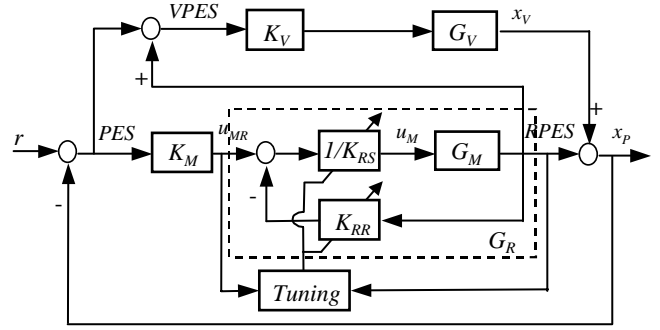 VPES K_V G_V x_V
+ +
r PES K_M u_MR 1/K_RS u_M G_M RPES x_P
- -
K_RR
G_R
Tuning